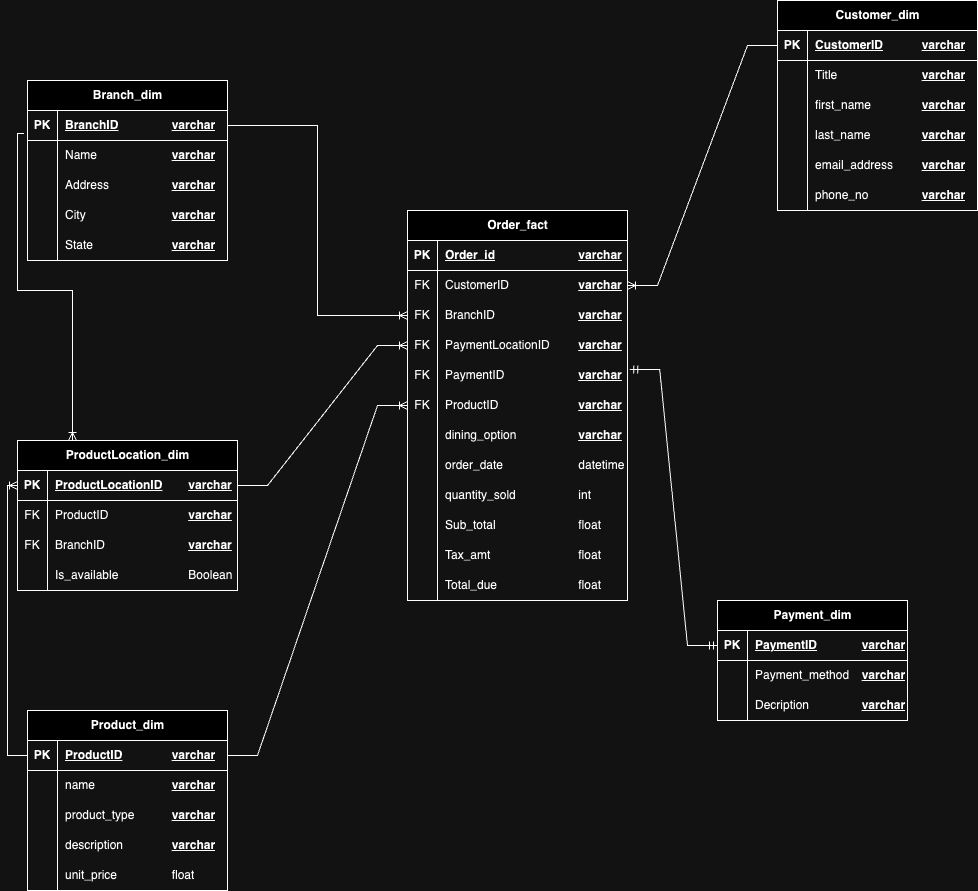 Customer_dim
PK CustomerID varchar
Title varchar
first_name varchar
last_name varchar
email_address varchar
phone_no varchar
Branch_dim
PK BranchID varchar
Name varchar
Address varchar
City varchar
State varchar
Order_fact
PK Order_id varchar
FK CustomerID varchar
FK BranchID varchar
FK PaymentLocationID varchar
FK PaymentID varchar
FK ProductID varchar
dining_option varchar
order_date datetime
quantity_sold int
Sub_total float
Tax_amt float
Total_due float
ProductLocation_dim
PK ProductLocationID varchar
FK ProductID varchar
FK BranchID varchar
Is_available Boolean
Payment_dim
PK PaymentID varchar
Payment_method varchar
Decription varchar
Product_dim
PK ProductID varchar
name varchar
product_type varchar
description varchar
unit_price float